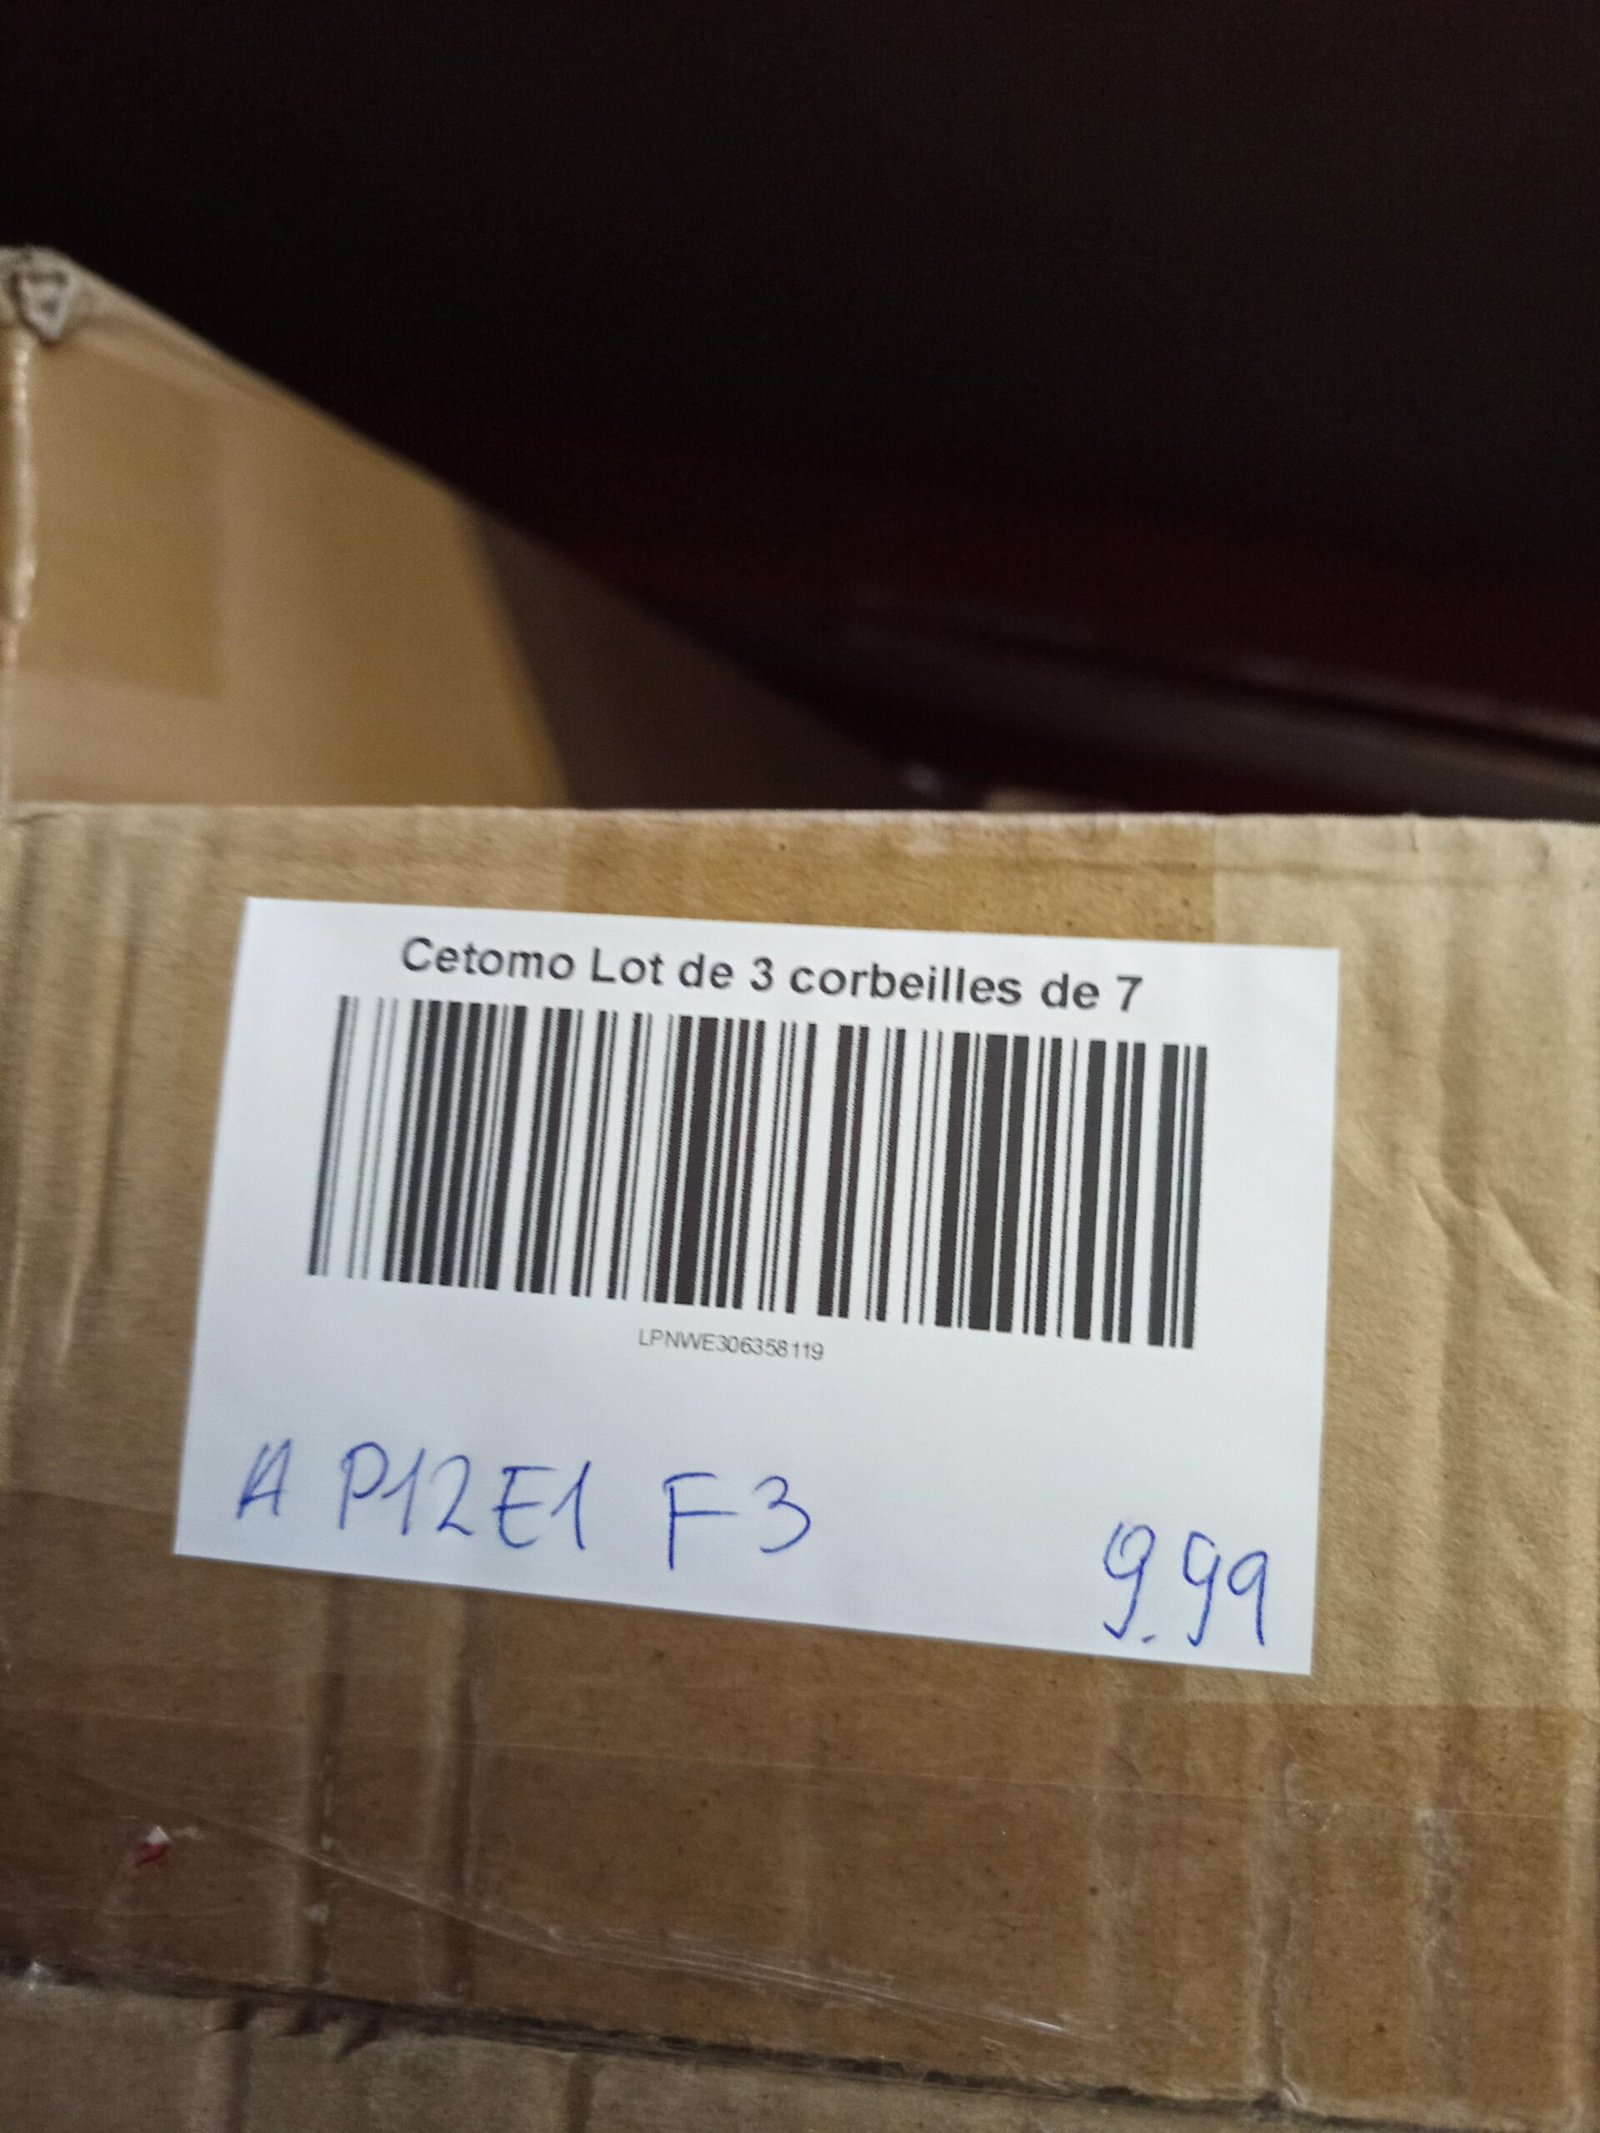 Cetomo Lot de 3 corbeilles de 7
LPNWE306358119
A P12E1 F3 9.99